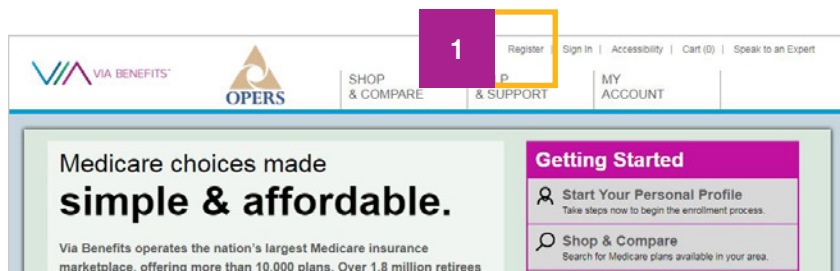 1
Register | Sign In | Accessibility | Cart (0) | Speak to an Expert
VIA VIA BENEFITS
OPERS
SHOP
& COMPARE
LP
& SUPPORT
MY
ACCOUNT
Medicare choices made
simple & affordable.
Via Benefits operates the nation's largest Medicare insurance
marketplace, offering more than 10,000 plans. Over 1.8 million retirees
Getting Started
Start Your Personal Profile
Take steps now to begin the enrollment process.
Shop & Compare
Search for Medicare plans available in your area.